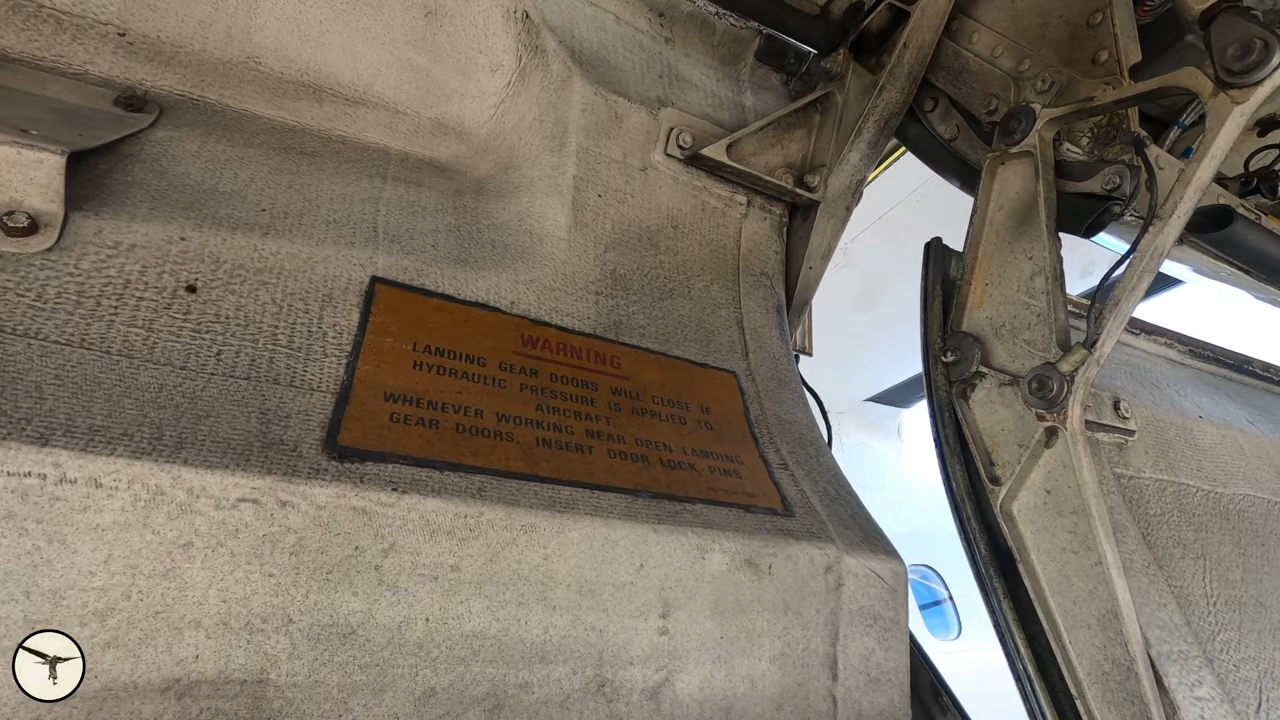 WARNING
LANDING GEAR DOORS WILL CLOSE IF
HYDRAULIC PRESSURE IS APPLIED TO
AIRCRAFT.
WHENEVER WORKING NEAR OPEN LANDING
GEAR DOORS, INSERT DOOR LOCK PINS.